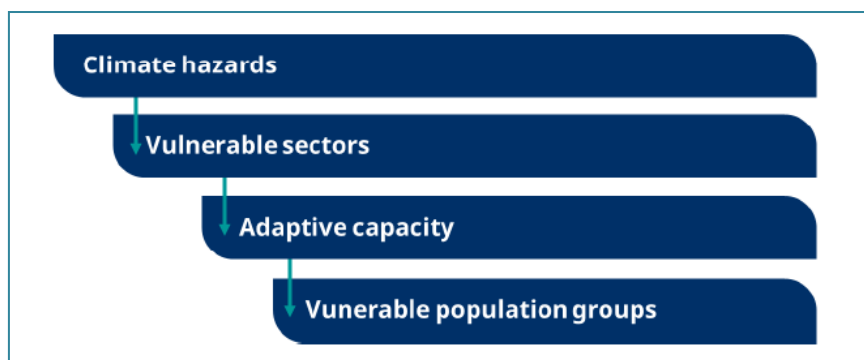 Climate hazards
Vulnerable sectors
Adaptive capacity
Vunerable population groups